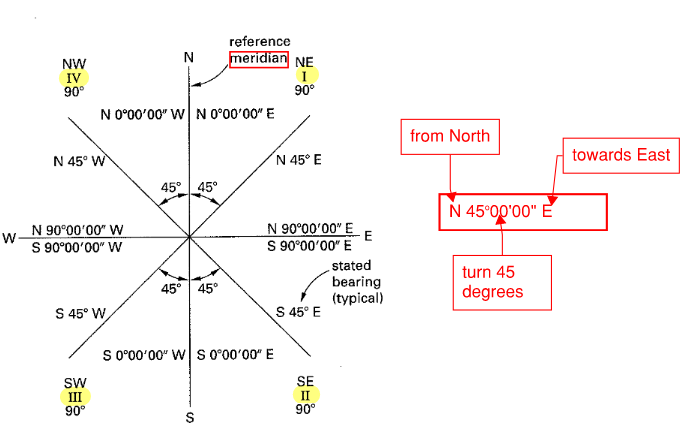 reference
meridian
N
NW
IV
90°
NE
I
90°
N 0°00'00" W
N 0°00'00" E
N 45° W
N 45° E
45°
45°
W
N 90°00'00" W
S 90°00'00" W
N 90°00'00" E
S 90°00'00" E
E
45°
45°
stated
bearing
(typical)
S 45° W
S 45° E
S 0°00'00" W
S 0°00'00" E
SW
III
90°
SE
II
90°
S
from North
towards East
N 45°00'00" E
turn 45
degrees